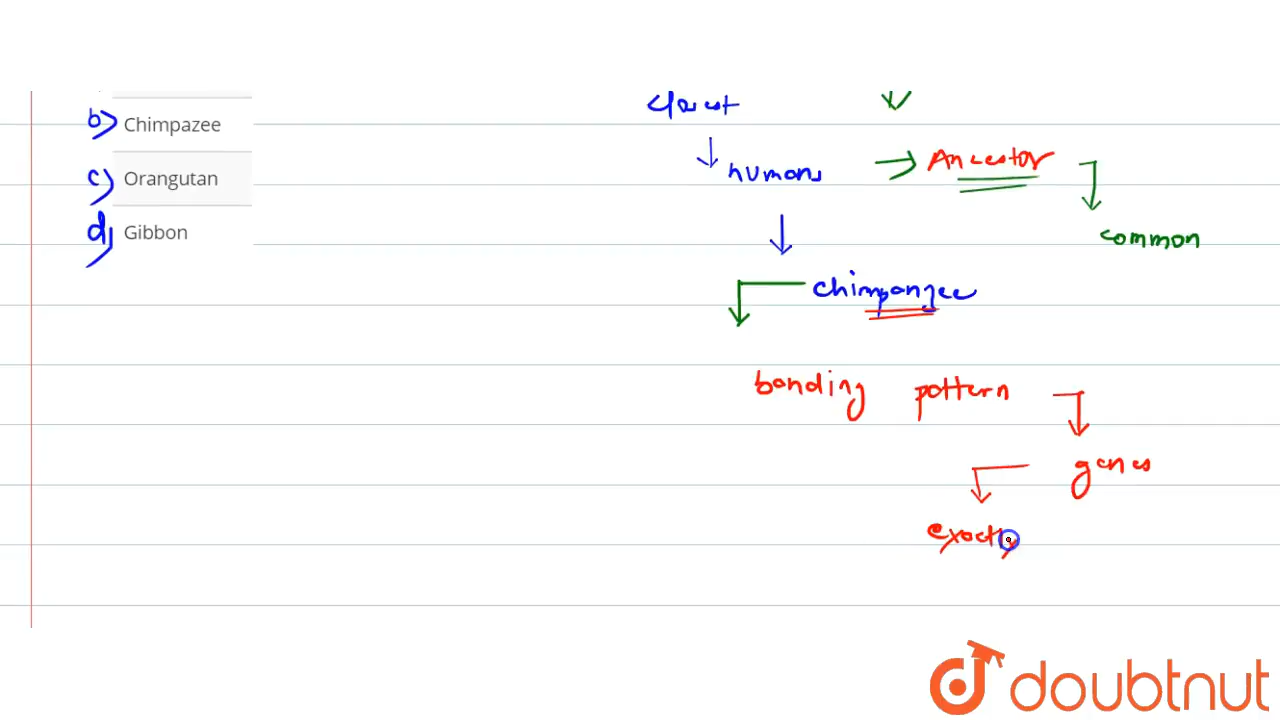 b) Chimpazee
c) Orangutan
d) Gibbon
closest
humans
Ancestor
common
chimpanzee
banding pattern
genes
exactly
doubtnut